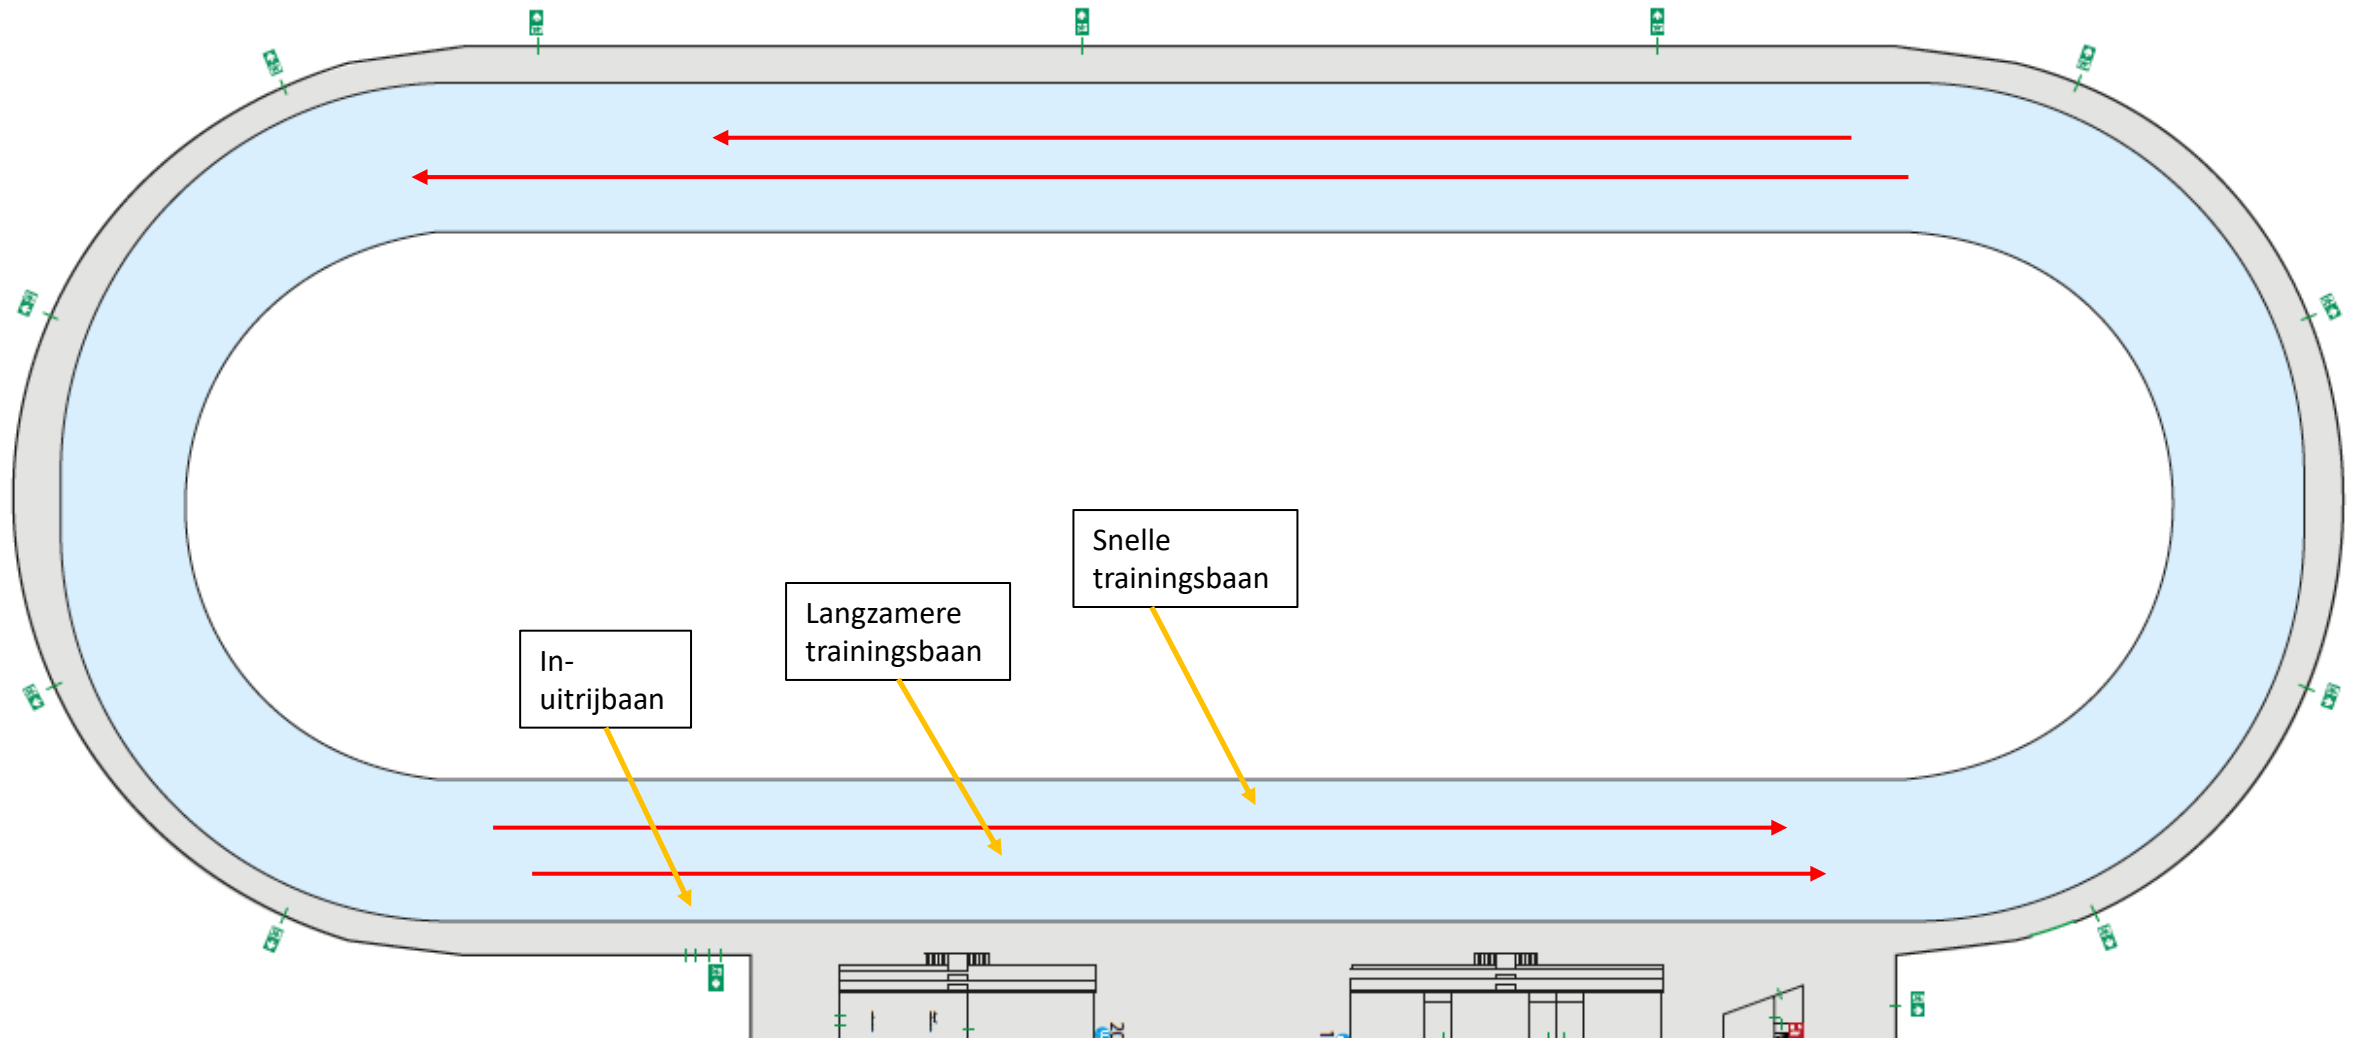 Snelle
trainingsbaan
Langzamere
trainingsbaan
In-
uitrijbaan